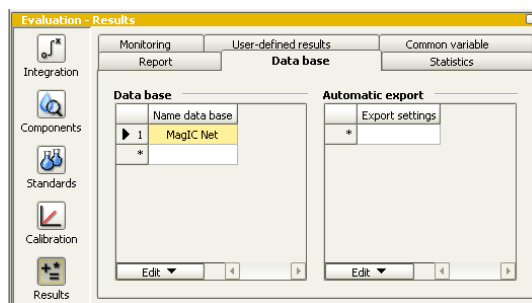 Evaluation - Results
Integration
Components
Standards
Calibration
Results
Monitoring User-defined results Common variable
Report Data base Statistics
Data base
Name data base
1 MagIC Net
*
Edit
Automatic export
Export settings
*
Edit